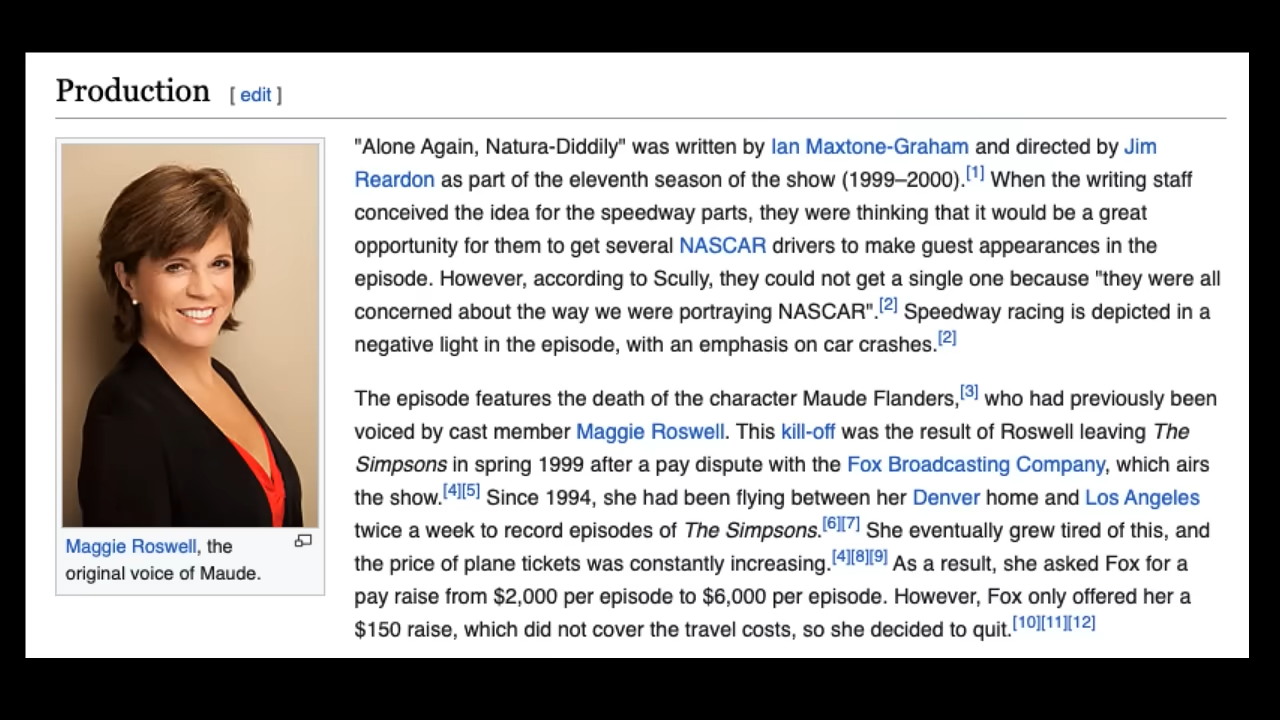 Production [ edit ]
"Alone Again, Natura-Diddily" was written by Ian Maxtone-Graham and directed by Jim
Reardon as part of the eleventh season of the show (1999–2000).[1] When the writing staff
conceived the idea for the speedway parts, they were thinking that it would be a great
opportunity for them to get several NASCAR drivers to make guest appearances in the
episode. However, according to Scully, they could not get a single one because "they were all
concerned about the way we were portraying NASCAR".[2] Speedway racing is depicted in a
negative light in the episode, with an emphasis on car crashes.[2]
The episode features the death of the character Maude Flanders,[3] who had previously been
voiced by cast member Maggie Roswell. This kill-off was the result of Roswell leaving The
Simpsons in spring 1999 after a pay dispute with the Fox Broadcasting Company, which airs
the show.[4][5] Since 1994, she had been flying between her Denver home and Los Angeles
twice a week to record episodes of The Simpsons.[6][7] She eventually grew tired of this, and
the price of plane tickets was constantly increasing.[4][8][9] As a result, she asked Fox for a
pay raise from $2,000 per episode to $6,000 per episode. However, Fox only offered her a
$150 raise, which did not cover the travel costs, so she decided to quit.[10][11][12]
Maggie Roswell, the
original voice of Maude.